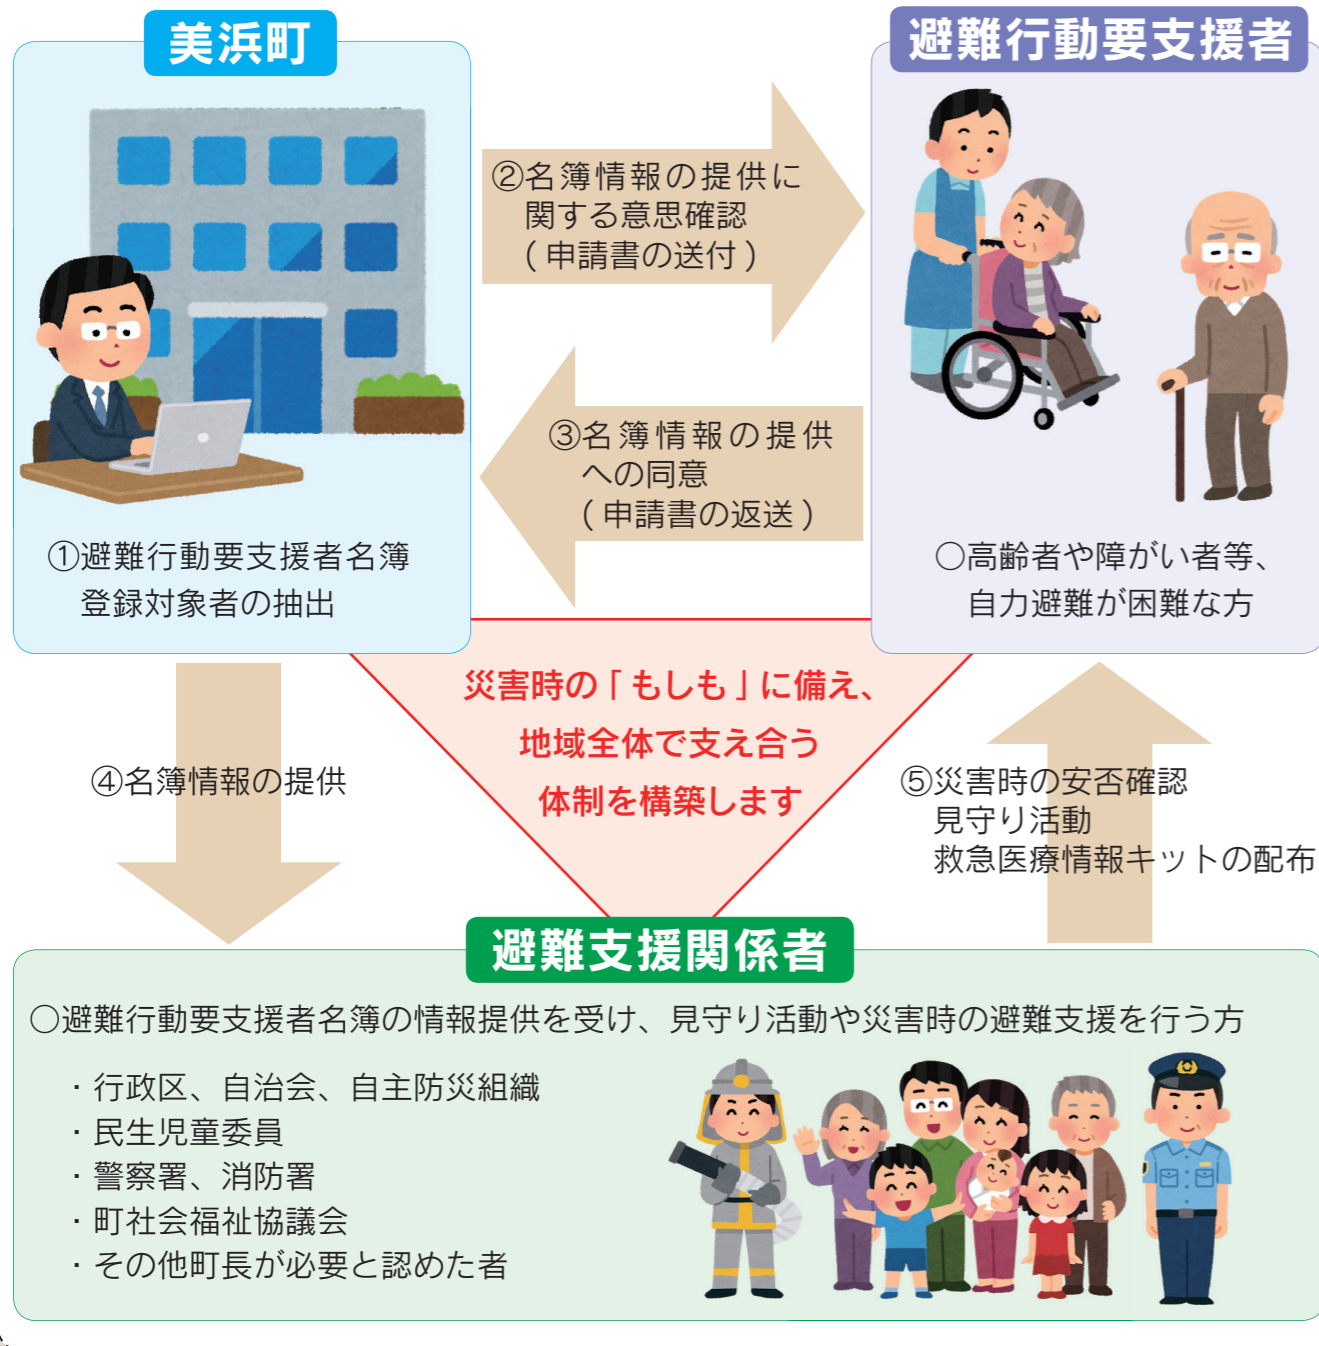 美浜町
避難行動要支援者
②名簿情報の提供に
関する意思確認
(申請書の送付)
③名簿情報の提供
への同意
(申請書の返送)
①避難行動要支援者名簿
登録対象者の抽出
○高齢者や障がい者等、
自力避難が困難な方
災害時の「もしも」に備え、
地域全体で支え合う
体制を構築します
④名簿情報の提供
⑤災害時の安否確認
見守り活動
救急医療情報キットの配布
避難支援関係者
○避難行動要支援者名簿の情報提供を受け、見守り活動や災害時の避難支援を行う方
・行政区、自治会、自主防災組織
・民生児童委員
・警察署、消防署
・町社会福祉協議会
・その他町長が必要と認めた者